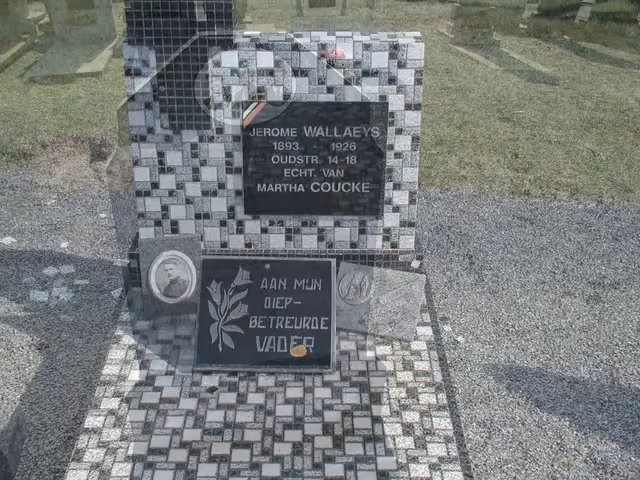 JEROME WALLAEYS
1893 - 1926
OUDSTR. 14-18
ECHT. VAN
MARTHA COUCKE
AAN MIJN
DIEP-
BETREURDE
VADER